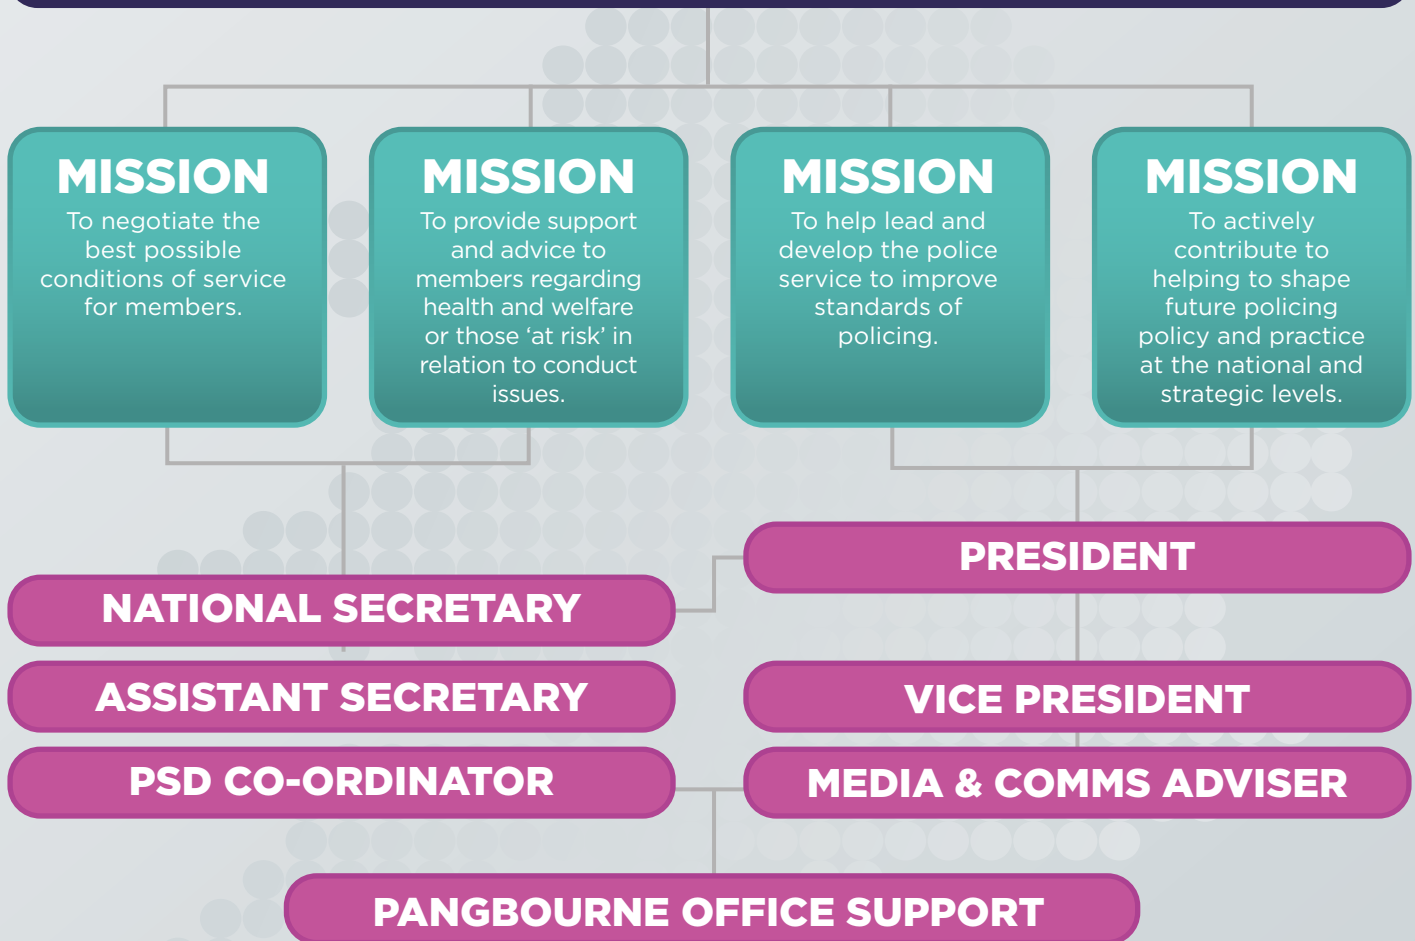 MISSION
To negotiate the
best possible
conditions of service
for members.
MISSION
To provide support
and advice to
members regarding
health and welfare
or those ‘at risk’ in
relation to conduct
issues.
MISSION
To help lead and
develop the police
service to improve
standards of
policing.
MISSION
To actively
contribute to
helping to shape
future policing
policy and practice
at the national and
strategic levels.
PRESIDENT
NATIONAL SECRETARY
ASSISTANT SECRETARY
VICE PRESIDENT
PSD CO-ORDINATOR
MEDIA & COMMS ADVISER
PANGBOURNE OFFICE SUPPORT